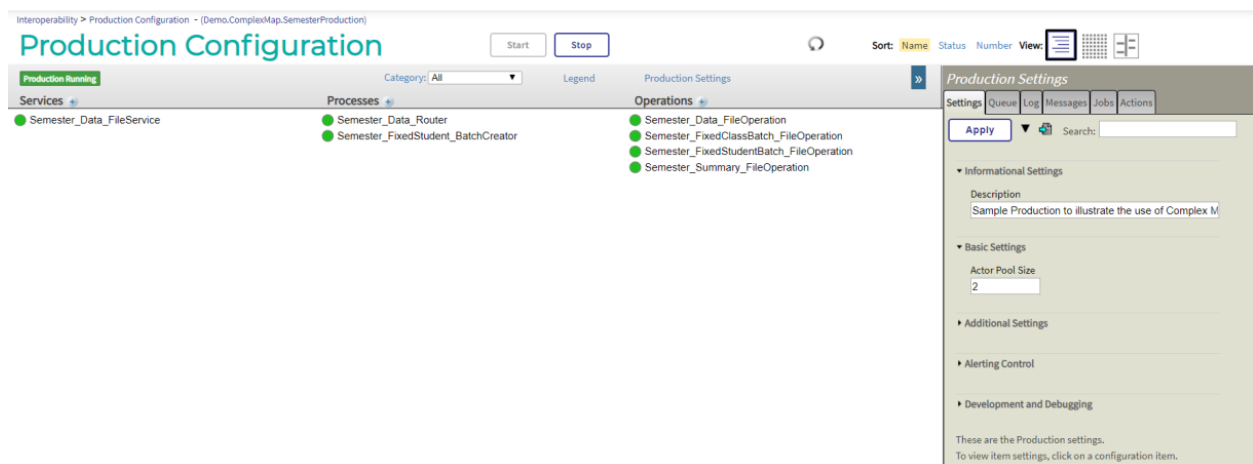 Interoperability > Production Configuration - (Demo.ComplexMap.SemesterProduction)
Production Configuration
Start
Stop
Sort: Name Status Number View:
Production Running
Category: All
Legend
Production Settings
»
Services
Processes
Operations
Semester_Data_FileService
Semester_Data_Router
Semester_FixedStudent_BatchCreator
Semester_Data_FileOperation
Semester_FixedClassBatch_FileOperation
Semester_FixedStudentBatch_FileOperation
Semester_Summary_FileOperation
Production Settings
Settings Queue Log Messages Jobs Actions
Apply
Search:
Informational Settings
Description
Sample Production to illustrate the use of Complex M
Basic Settings
Actor Pool Size
2
Additional Settings
Alerting Control
Development and Debugging
These are the Production settings.
To view item settings, click on a configuration item.